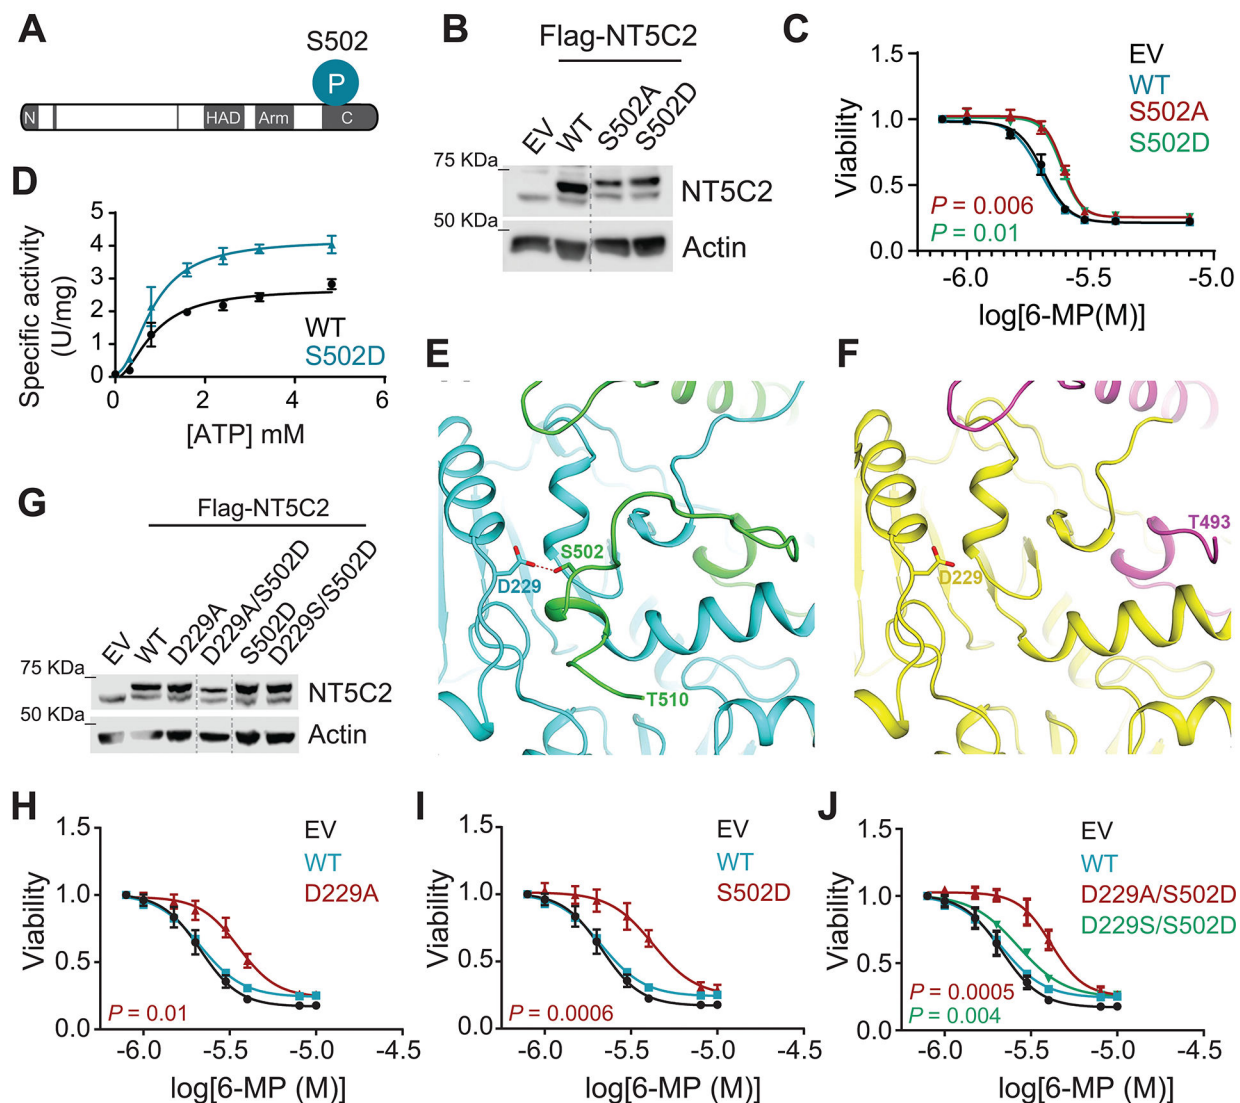 A
S502
P
N
HAD
Arm
C
B
Flag-NT5C2
EV
WT
S502A
S502D
75 KDa
50 KDa
NT5C2
Actin
C
1.5
1.0
0.5
0.0
Viability
EV
WT
S502A
S502D
P = 0.006
P = 0.01
-6.0
-5.5
-5.0
log[6-MP(M)]
D
5
4
3
2
1
0
Specific activity
(U/mg)
WT
S502D
0
2
4
6
[ATP] mM
E
S502
D229
T510
F
T493
D229
G
Flag-NT5C2
EV
WT
D229A
D229A/S502D
S502D
D229S/S502D
75 KDa
50 KDa
NT5C2
Actin
H
1.5
1.0
0.5
0.0
Viability
EV
WT
D229A
P = 0.01
-6.0
-5.5
-5.0
-4.5
log[6-MP (M)]
I
1.5
1.0
0.5
0.0
Viability
EV
WT
S502D
P = 0.0006
-6.0
-5.5
-5.0
-4.5
log[6-MP (M)]
J
1.5
1.0
0.5
0.0
Viability
EV
WT
D229A/S502D
D229S/S502D
P = 0.0005
P = 0.004
-6.0
-5.5
-5.0
-4.5
log[6-MP (M)]